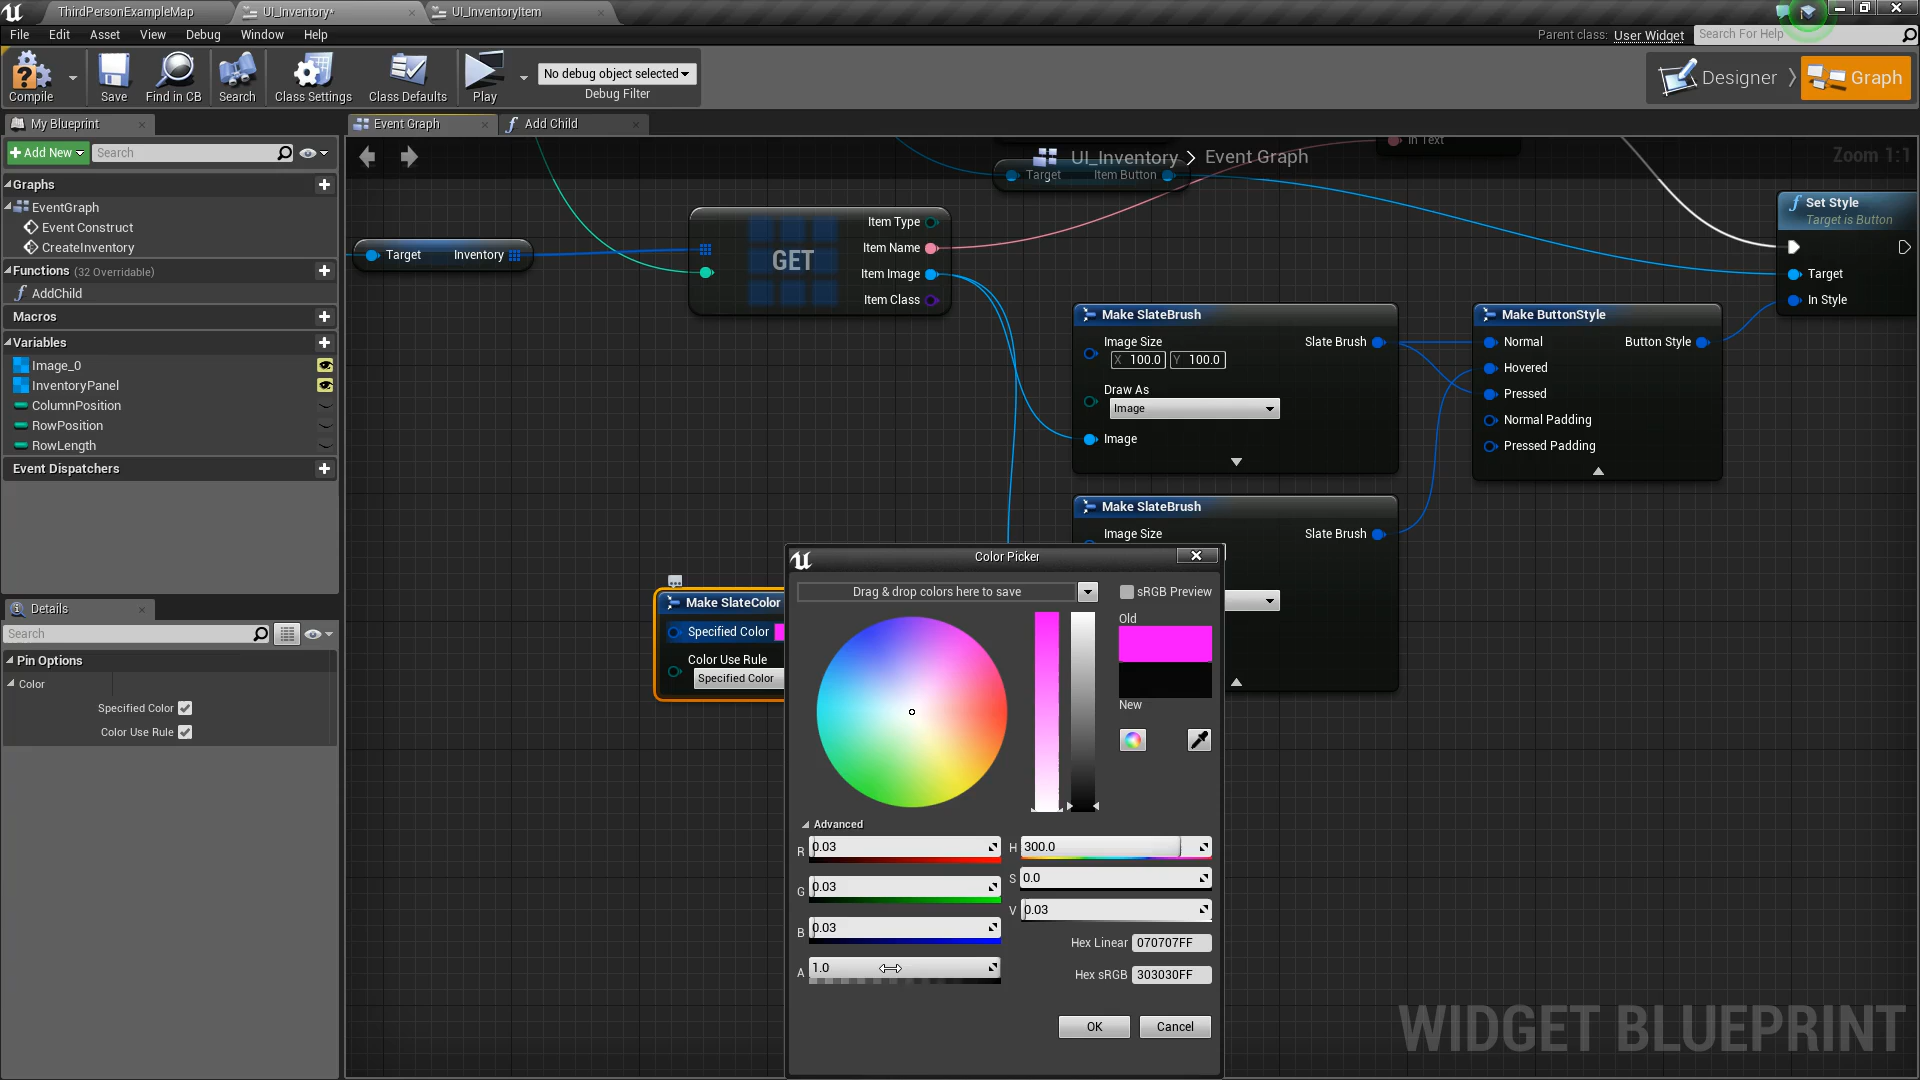 ThirdPersonExampleMap
UI_Inventory*
UI_InventoryItem
File Edit Asset View Debug Window Help
Parent class: User Widget
Search For Help
Compile
Save
Find in CB
Search
Class Settings
Class Defaults
Play
No debug object selected
Debug Filter
Designer
Graph
My Blueprint
Event Graph
Add Child
Add New
Search
UI_Inventory > Event Graph
Zoom 1:1
Graphs
EventGraph
Event Construct
CreateInventory
Functions (32 Overridable)
AddChild
Macros
Variables
Image_0
InventoryPanel
ColumnPosition
RowPosition
RowLength
Event Dispatchers
Details
Search
Pin Options
Color
Specified Color
Color Use Rule
Target Item Button
In Text
Target Inventory
GET
Item Type
Item Name
Item Image
Item Class
Set Style
Target is Button
Target
In Style
Make SlateBrush
Image Size
X 100.0 Y 100.0
Slate Brush
Draw As
Image
Image
Make ButtonStyle
Normal
Button Style
Hovered
Pressed
Normal Padding
Pressed Padding
Make SlateBrush
Image Size
Slate Brush
Make SlateColor
Specified Color
Color Use Rule
Specified Color
Color Picker
Drag & drop colors here to save
sRGB Preview
Old
New
Advanced
R 0.03
G 0.03
B 0.03
A 1.0
H 300.0
S 0.0
V 0.03
Hex Linear 070707FF
Hex sRGB 303030FF
OK
Cancel
WIDGET BLUEPRINT